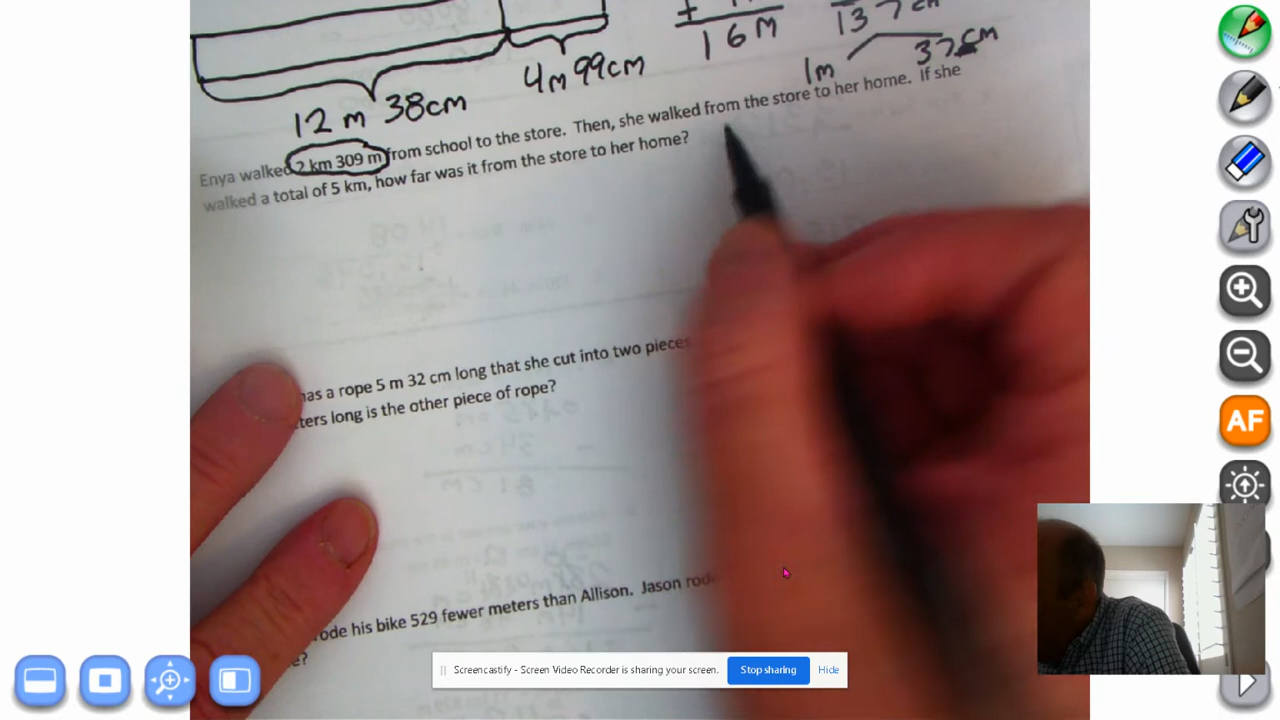 16 M
137 cm
1m 37cm
4m 99cm
12 m 38cm
Enya walked 2 km 309 m from school to the store. Then, she walked from the store to her home. If she
walked a total of 5 km, how far was it from the store to her home?
has a rope 5 m 32 cm long that she cut into two pieces
long is the other piece of rope?
his bike 529 fewer meters than Allison. Jason rode
AF
Screencastify - Screen Video Recorder is sharing your screen. Stop sharing Hide